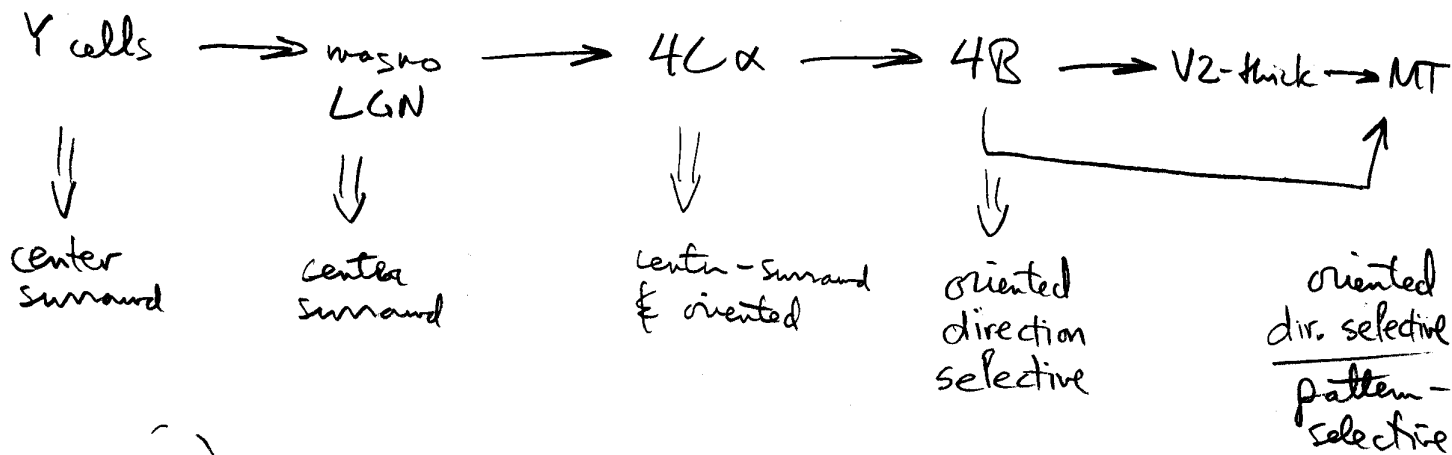 Y cells → magno → 4Cα → 4B → V2-thick → MT
LGN
center
surround
center
surround
center-surround
& oriented
oriented
direction
selective
oriented
dir. selective
pattern-
selective